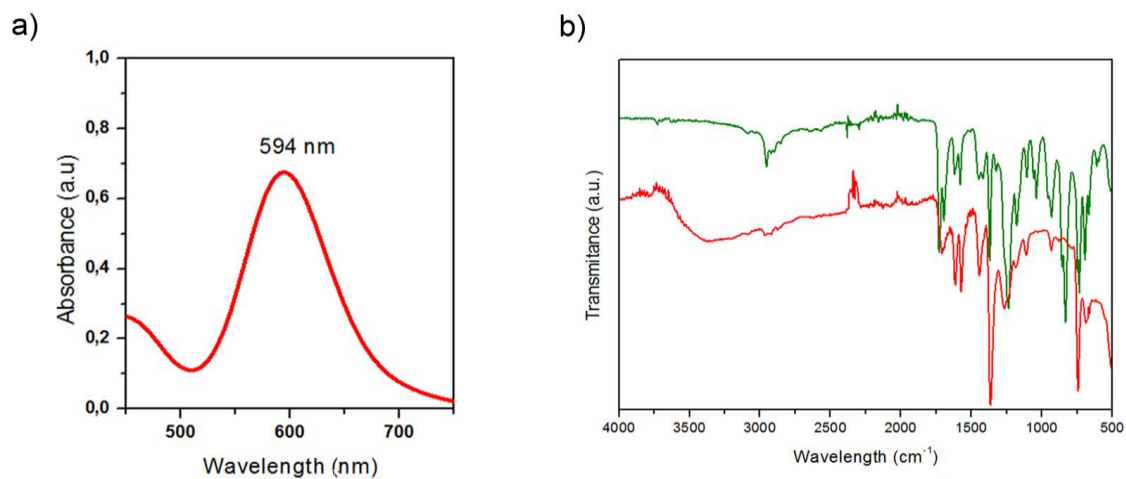 a)
1,0
0,8
0,6
0,4
0,2
0,0
Absorbance (a.u)
594 nm
500 600 700
Wavelength (nm)
b)
Transmitance (a.u.)
4000 3500 3000 2500 2000 1500 1000 500
Wavelength (cm⁻¹)